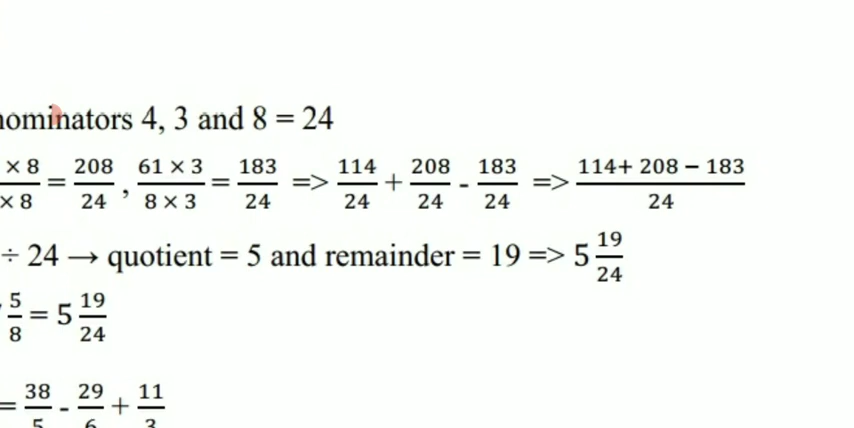 nominators 4, 3 and 8 = 24
× 8 / × 8 = 208/24 , 61 × 3 / 8 × 3 = 183/24 => 114/24 + 208/24 - 183/24 => 114+ 208 – 183 / 24
÷ 24 → quotient = 5 and remainder = 19 => 5 19/24
5/8 = 5 19/24
= 38/5 - 29/6 + 11/3